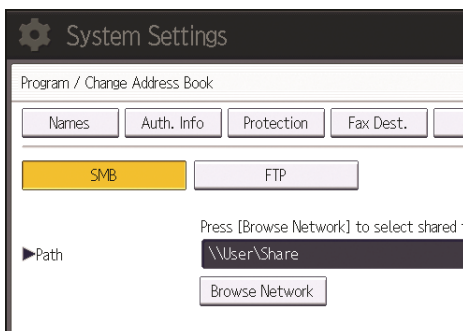 System Settings
Program / Change Address Book
Names Auth. Info Protection Fax Dest.
SMB FTP
Press [Browse Network] to select shared
▶Path \\User\Share
Browse Network